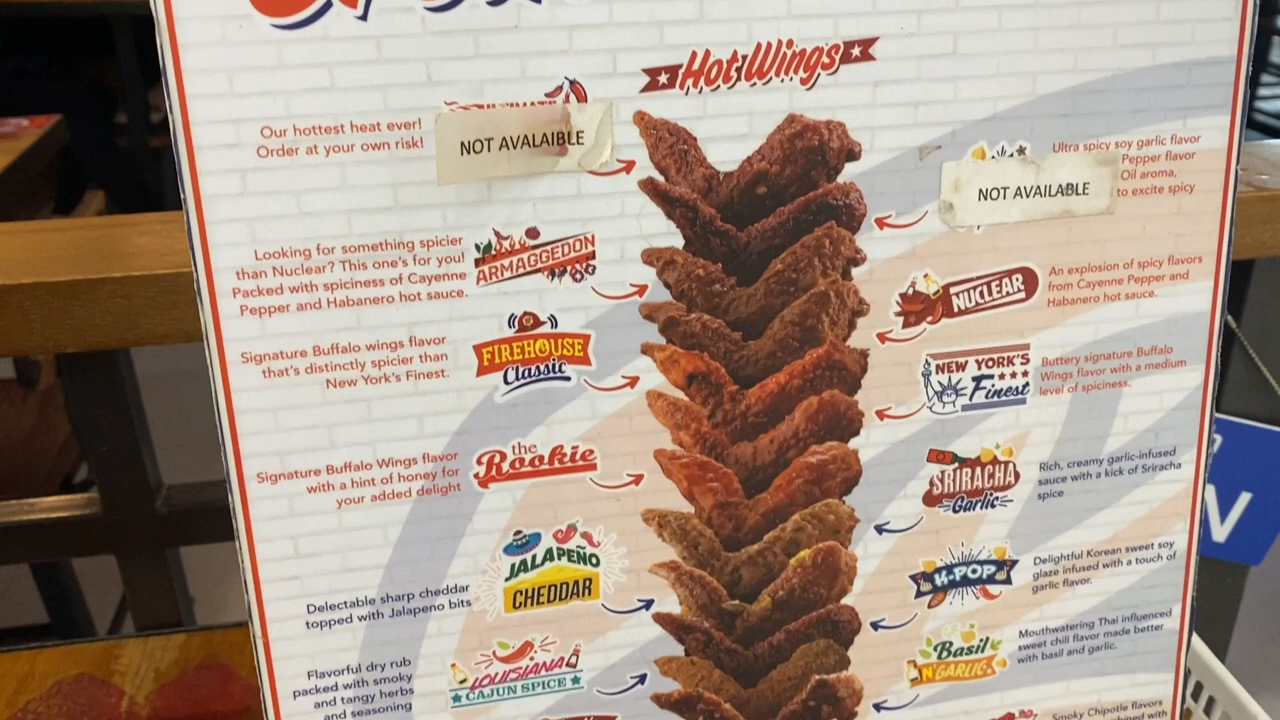 Hot Wings
Our hottest heat ever!
Order at your own risk!
ULTIMATE
NOT AVALAIBLE
Ultra spicy soy garlic flavor
Pepper flavor
Oil aroma,
to excite spicy
NOT AVAILABLE
Looking for something spicier
than Nuclear? This one's for you!
Packed with spiciness of Cayenne
Pepper and Habanero hot sauce.
ARMAGGEDON
NUCLEAR
An explosion of spicy flavors
from Cayenne Pepper and
Habanero hot sauce.
Signature Buffalo wings flavor
that's distinctly spicier than
New York's Finest.
FIREHOUSE
Classic
NEW YORK'S
Finest
Buttery signature Buffalo
Wings flavor with a medium
level of spiciness.
Signature Buffalo Wings flavor
with a hint of honey for
your added delight
the
Rookie
SRIRACHA
Garlic
Rich, creamy garlic-infused
sauce with a kick of Sriracha
spice
Delectable sharp cheddar
topped with Jalapeno bits
JALAPEÑO
CHEDDAR
K-POP
Delightful Korean sweet soy
glaze infused with a touch of
garlic flavor.
Flavorful dry rub
packed with smoky
and tangy herbs
and seasoning
LOUISIANA
CAJUN SPICE
Basil
N' GARLIC
Mouthwatering Thai influenced
sweet chili flavor made better
with basil and garlic.
Smoky Chipotle flavors
N